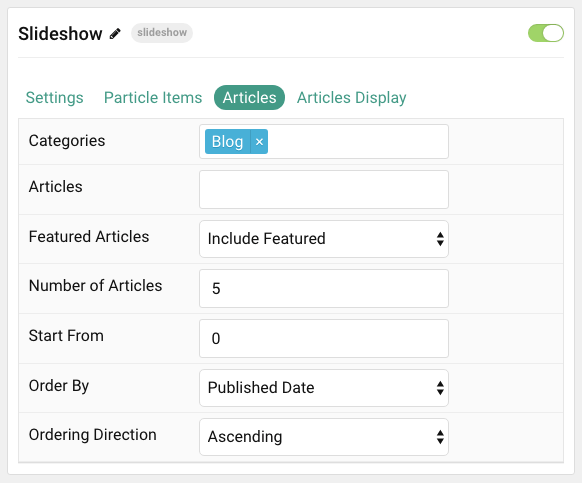 Slideshow slideshow
Settings Particle Items Articles Articles Display
Categories Blog ×
Articles
Featured Articles Include Featured
Number of Articles 5
Start From 0
Order By Published Date
Ordering Direction Ascending